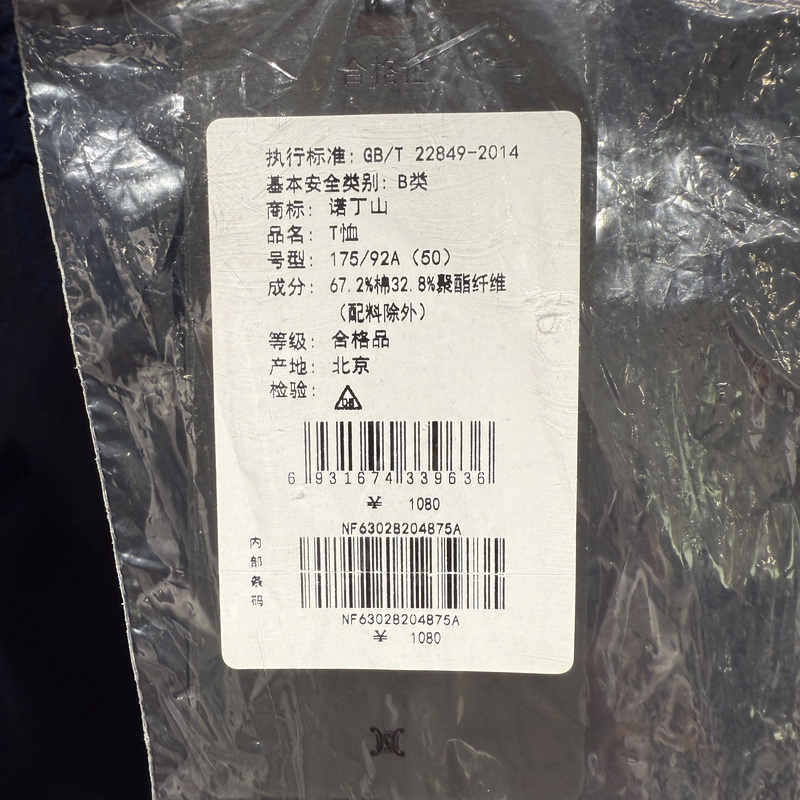 合格证
执行标准: GB/T 22849-2014
基本安全类别: B类
商标: 诺丁山
品名: T恤
号型: 175/92A (50)
成分: 67.2%棉32.8%聚酯纤维
(配料除外)
等级: 合格品
产地: 北京
检验:
6 931674 339636
1080
NF63028204875A
内部条码
NF63028204875A
1080